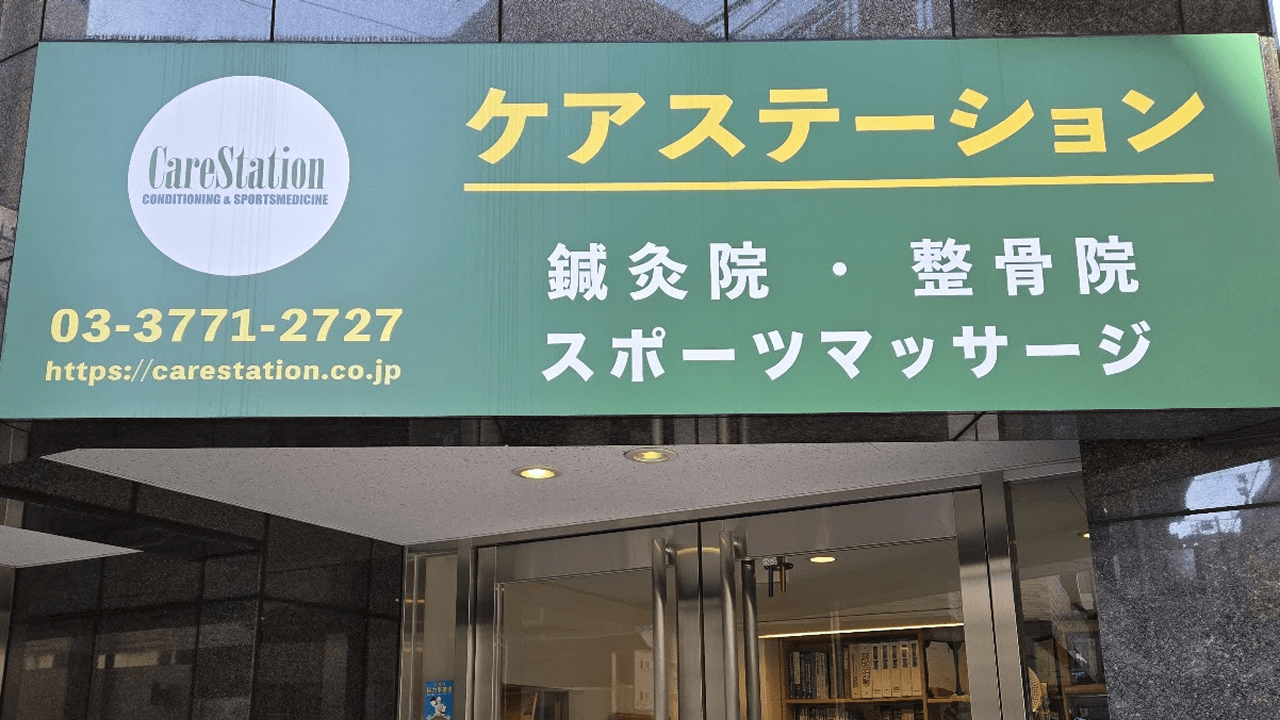 CareStation
CONDITIONING & SPORTSMEDICINE
03-3771-2727
https://carestation.co.jp
ケアステーション
鍼灸院・整骨院
スポーツマッサージ